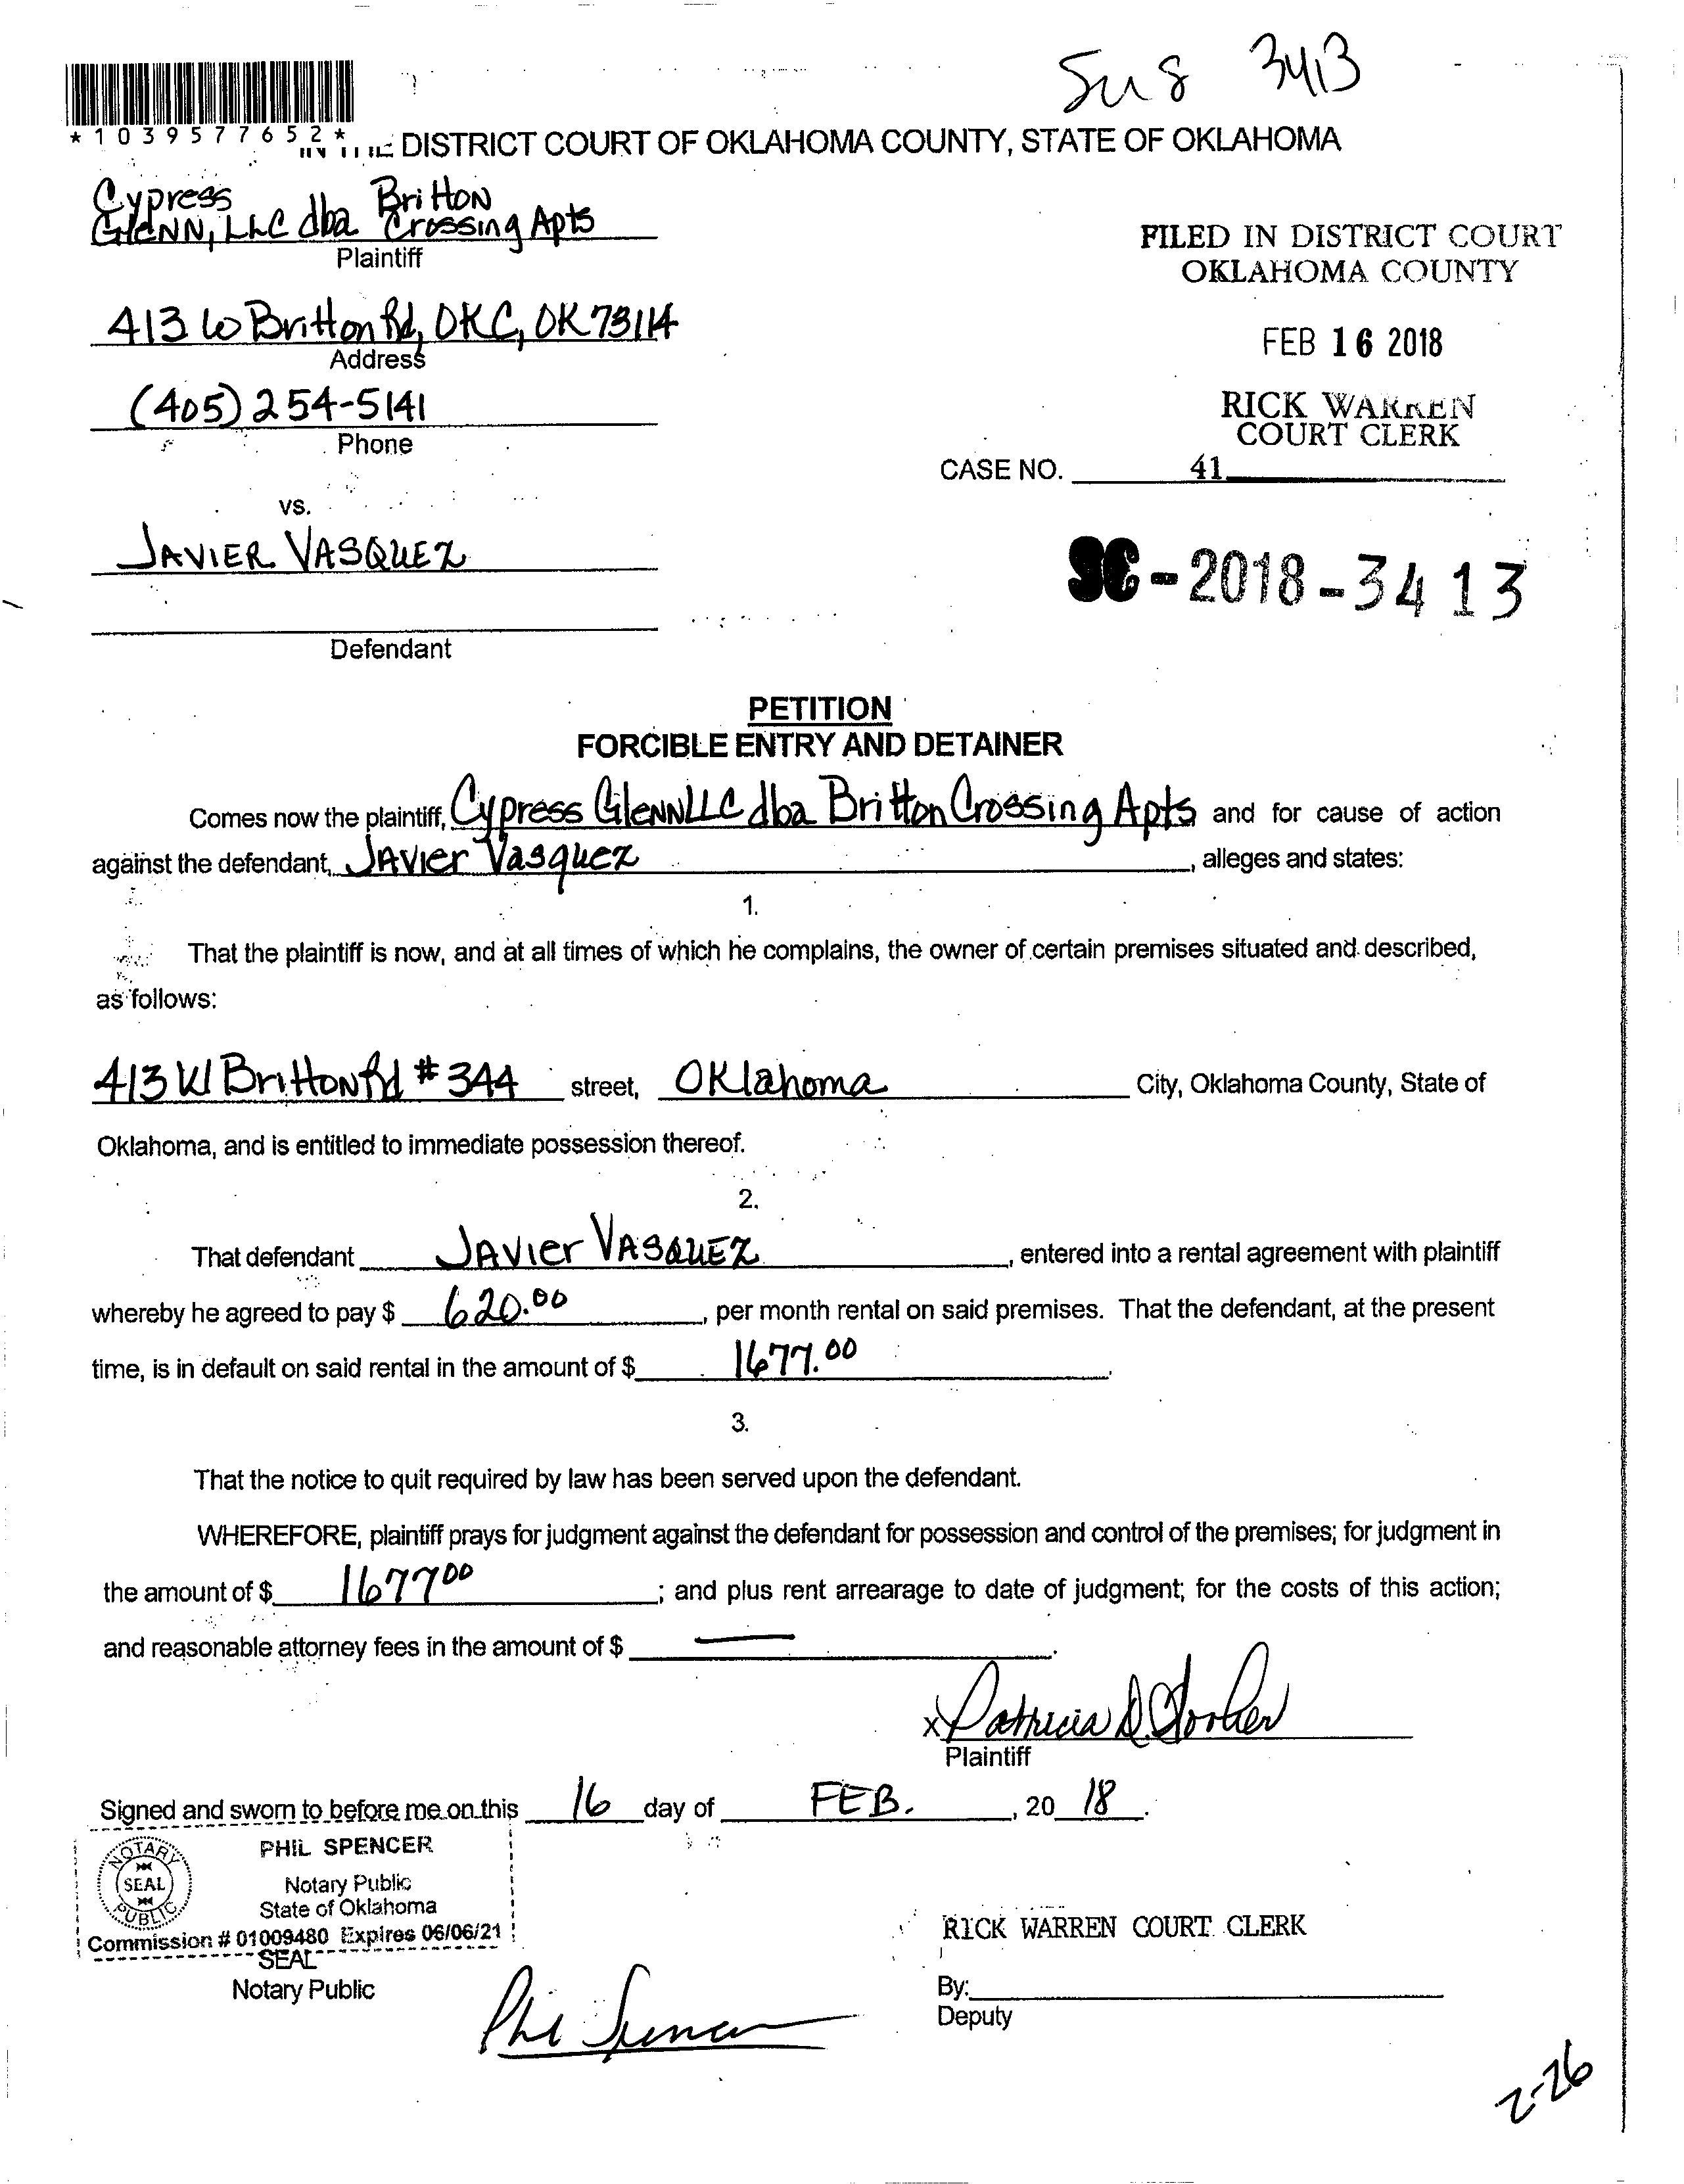 3413
*1039577652*
IN THE DISTRICT COURT OF OKLAHOMA COUNTY, STATE OF OKLAHOMA
Cypress Britton
Glenn, LLC dba Crossing Apts
Plaintiff
FILED IN DISTRICT COURT
OKLAHOMA COUNTY
413 W Britton Rd, OKC, OK 73114
Address
FEB 16 2018
(405) 254-5141
Phone
RICK WARREN
COURT CLERK
CASE NO. 41
vs.
JAVIER VASQUEZ
SC-2018-3413
Defendant
PETITION
FORCIBLE ENTRY AND DETAINER
Comes now the plaintiff, Cypress Glenn LLC dba Britton Crossing Apts and for cause of action
against the defendant, Javier Vasquez, alleges and states:
1.
That the plaintiff is now, and at all times of which he complains, the owner of certain premises situated and described,
as follows:
413 W Britton Rd # 344 street, Oklahoma City, Oklahoma County, State of
Oklahoma, and is entitled to immediate possession thereof.
2.
That defendant Javier Vasquez, entered into a rental agreement with plaintiff
whereby he agreed to pay $ 620.00, per month rental on said premises. That the defendant, at the present
time, is in default on said rental in the amount of $ 1677.00.
3.
That the notice to quit required by law has been served upon the defendant.
WHEREFORE, plaintiff prays for judgment against the defendant for possession and control of the premises; for judgment in
the amount of $ 1677 00; and plus rent arrearage to date of judgment; for the costs of this action;
and reasonable attorney fees in the amount of $ —.
x Patricia D.
Plaintiff
Signed and sworn to before me on this 16 day of FEB., 20 18.
PHIL SPENCER
NOTARY PUBLIC SEAL
Notary Public
State of Oklahoma
Commission # 01009480 Expires 06/06/21
SEAL
Notary Public
Phil Spencer
RICK WARREN COURT CLERK
By:
Deputy
2-26